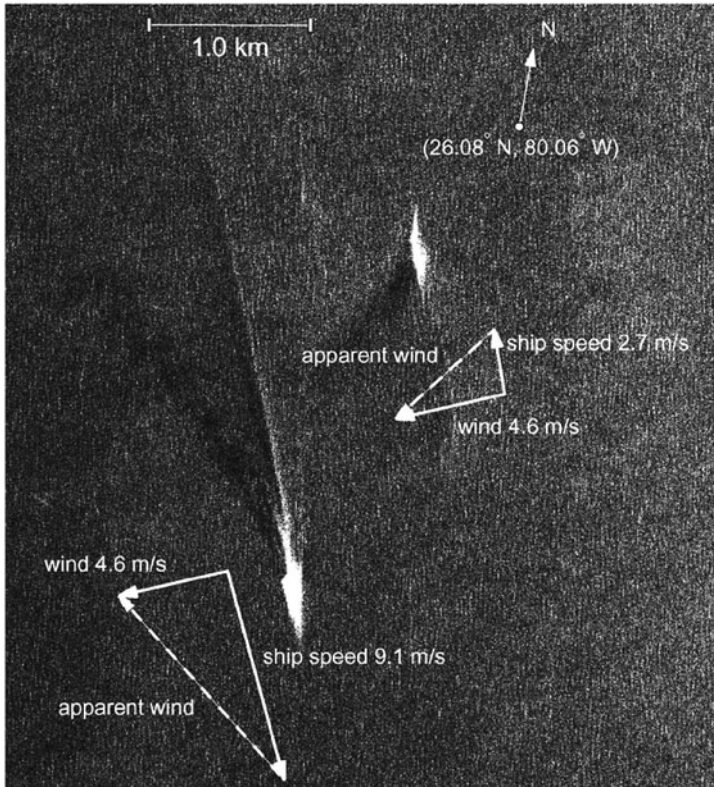 1.0 km
N
(26.08° N, 80.06° W)
apparent wind
ship speed 2.7 m/s
wind 4.6 m/s
wind 4.6 m/s
ship speed 9.1 m/s
apparent wind